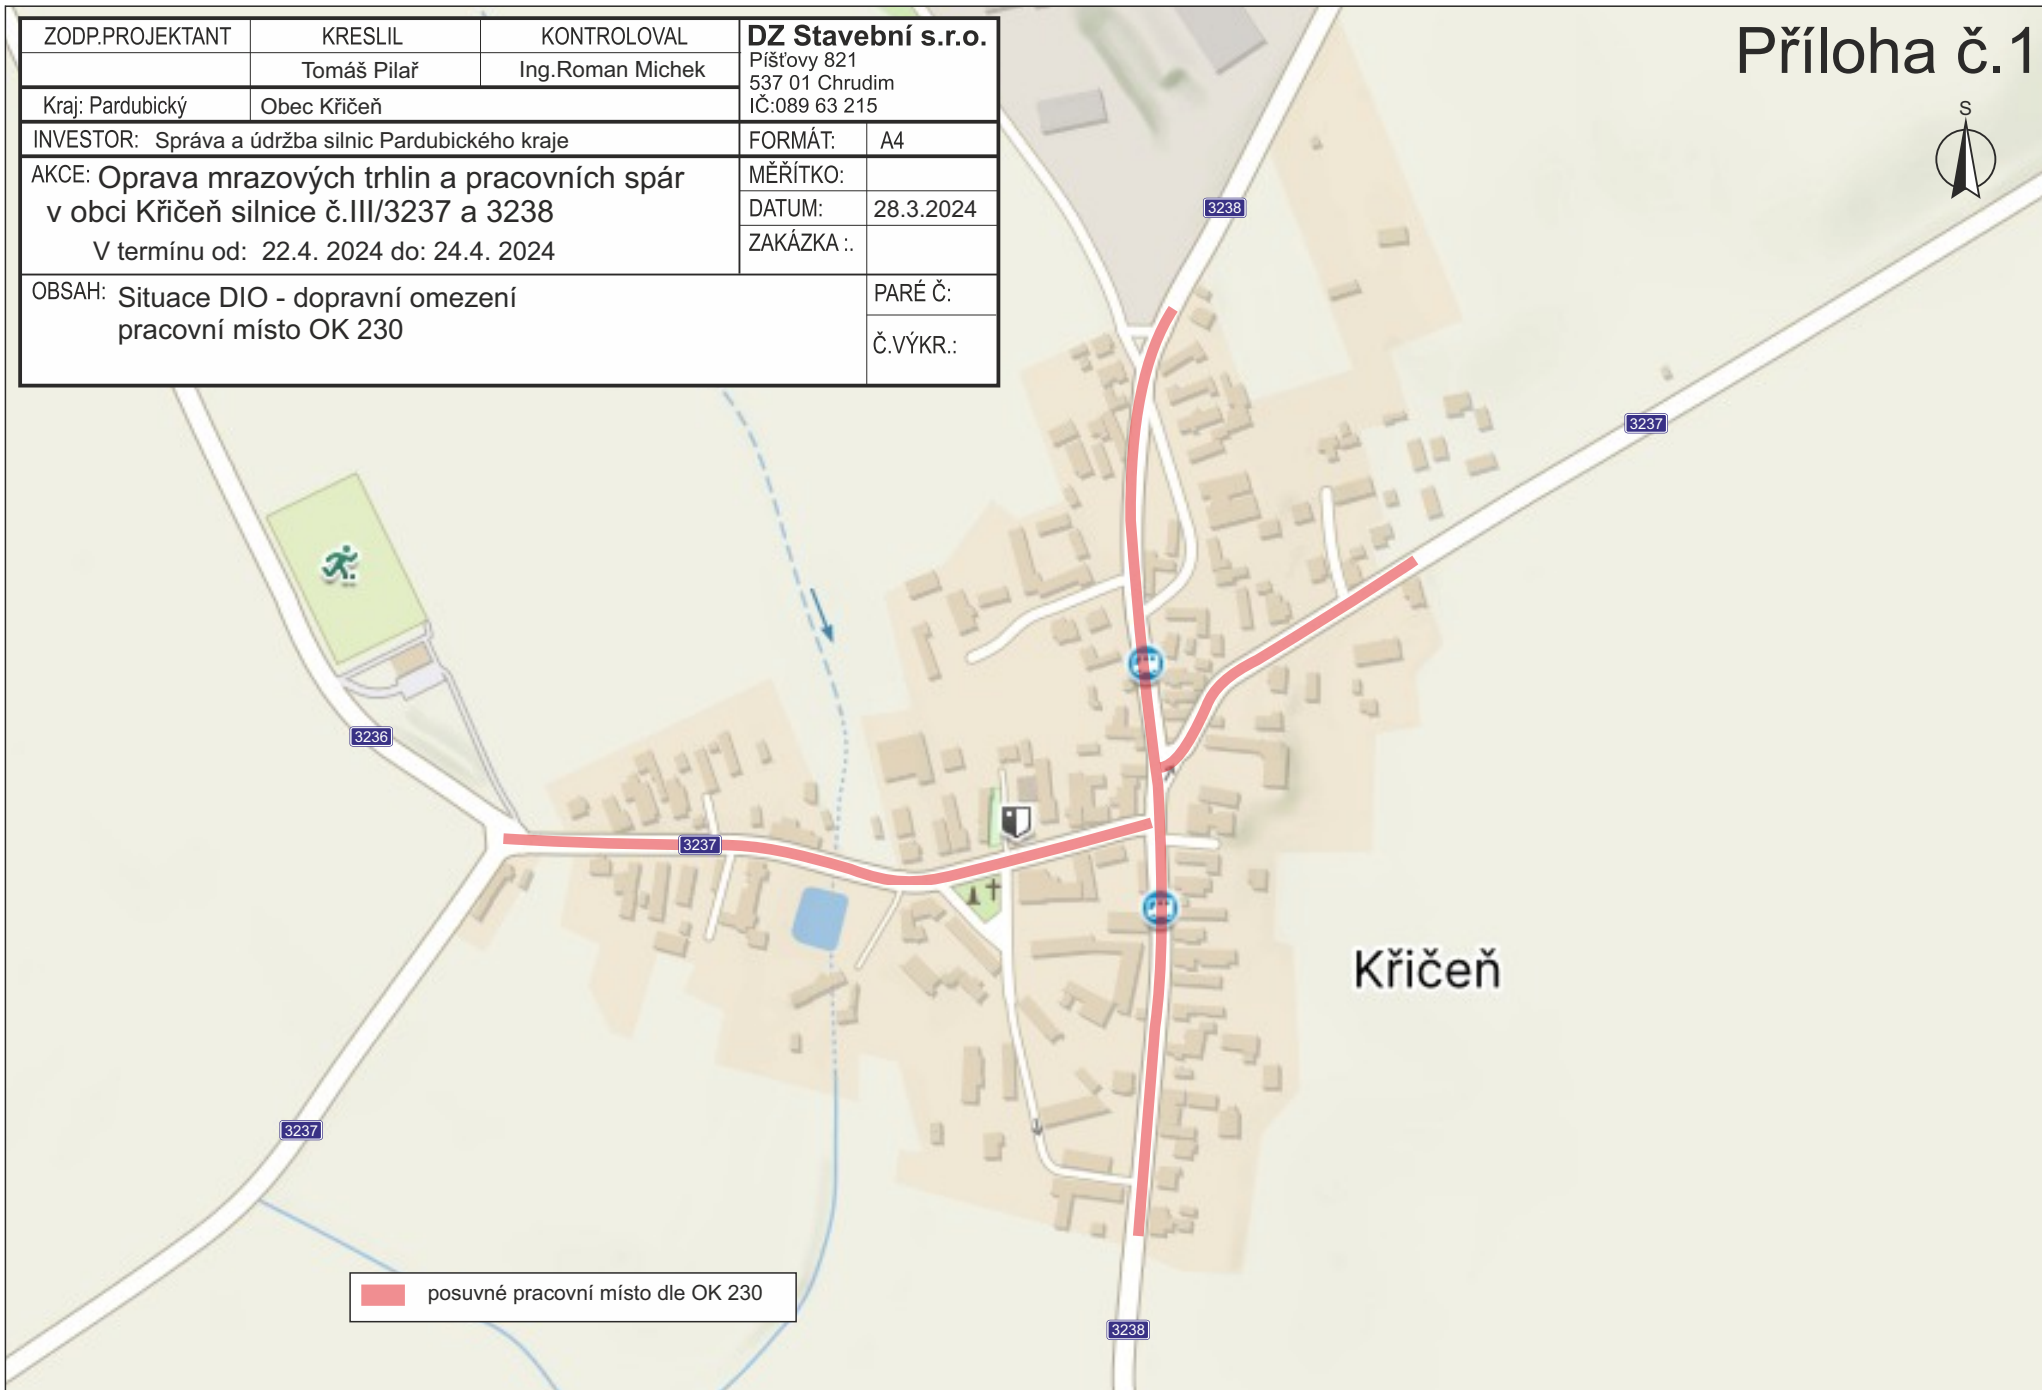 Příloha č.1
ZODP.PROJEKTANT KRESLIL KONTROLOVAL
Tomáš Pilař Ing.Roman Michek
Kraj: Pardubický Obec Křičeň
DZ Stavební s.r.o.
Píšťovy 821
537 01 Chrudim
IČ:089 63 215
INVESTOR: Správa a údržba silnic Pardubického kraje
FORMÁT: A4
AKCE: Oprava mrazových trhlin a pracovních spár
v obci Křičeň silnice č.III/3237 a 3238
V termínu od: 22.4. 2024 do: 24.4. 2024
MĚŘÍTKO:
DATUM: 28.3.2024
ZAKÁZKA :.
OBSAH: Situace DIO - dopravní omezení
pracovní místo OK 230
PARÉ Č:
Č.VÝKR.:
S
3238
3237
3236
3237
Křičeň
3237
posuvné pracovní místo dle OK 230
3238